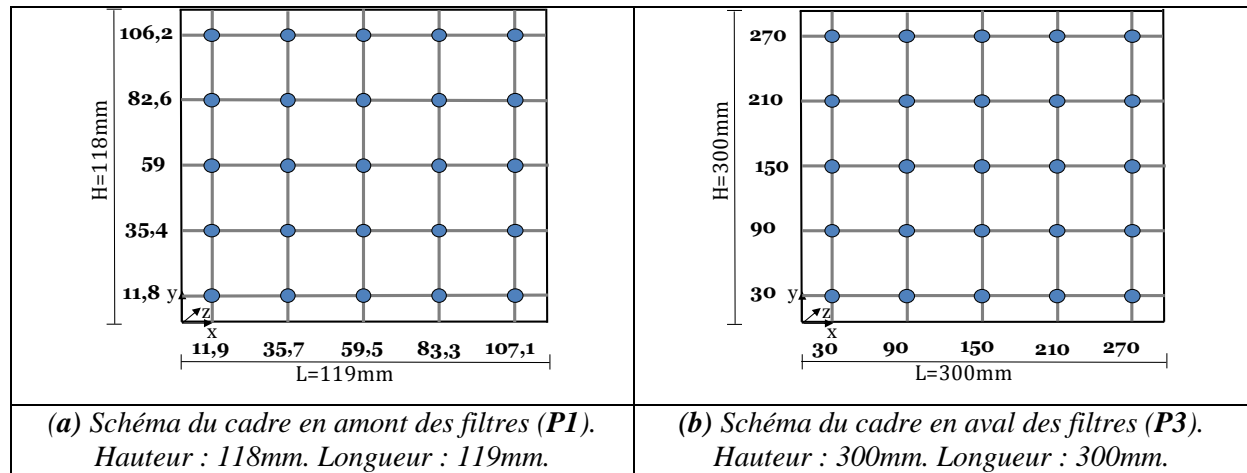 106,2
82,6
59
35,4
11,8
H=118mm
y
z
x
11,9 35,7 59,5 83,3 107,1
L=119mm
(a) Schéma du cadre en amont des filtres (P1).
Hauteur : 118mm. Longueur : 119mm.
270
210
150
90
30
H=300mm
y
z
x
30 90 150 210 270
L=300mm
(b) Schéma du cadre en aval des filtres (P3).
Hauteur : 300mm. Longueur : 300mm.